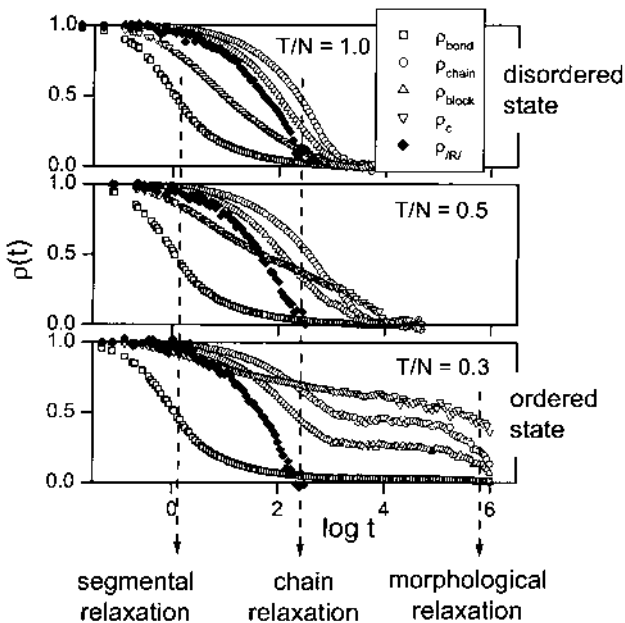 1.0
0.5
0.0
T/N = 1.0
ρbond
ρchain
ρblock
ρc
ρ/R/
disordered
state
1.0
0.5
0.0
T/N = 0.5
ρ(t)
1.0
0.5
0.0
T/N = 0.3
ordered
state
0
2
4
6
log t
segmental
relaxation
chain
relaxation
morphological
relaxation